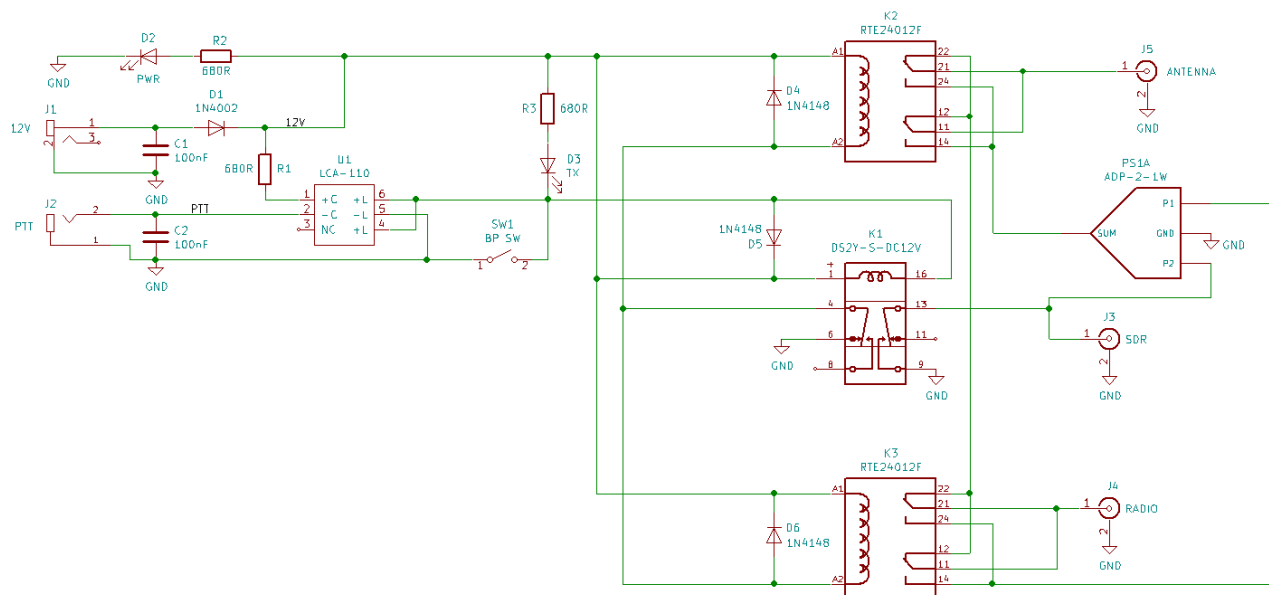 K2
RTE24012F
D2
R2
GND
PWR
680R
A1
22
21
24
12
11
14
A2
J5
1
ANTENNA
2
GND
D4
1N4148
J1
12V
1
3
2
D1
1N4002
12V
C1
100nF
GND
680R
R1
R3
680R
D3
TX
U1
LCA-110
1
+C
+L
6
2
-C
-L
5
3
NC
+L
4
J2
PTT
2
1
PTT
C2
100nF
GND
SW1
BP SW
1
2
1N4148
D5
K1
DS2Y-S-DC12V
+
1
16
4
13
6
11
8
9
GND
GND
PS1A
ADP-2-1W
SUM
P1
GND
P2
GND
J3
1
SDR
2
GND
K3
RTE24012F
A1
22
21
24
12
11
14
A2
D6
1N4148
J4
1
RADIO
2
GND